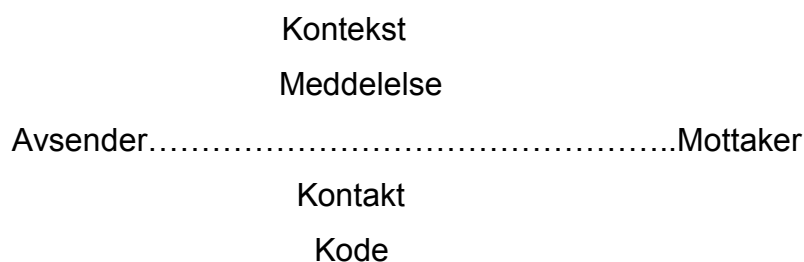 Kontekst
Meddelelse
Avsender…………………………………………..Mottaker
Kontakt
Kode